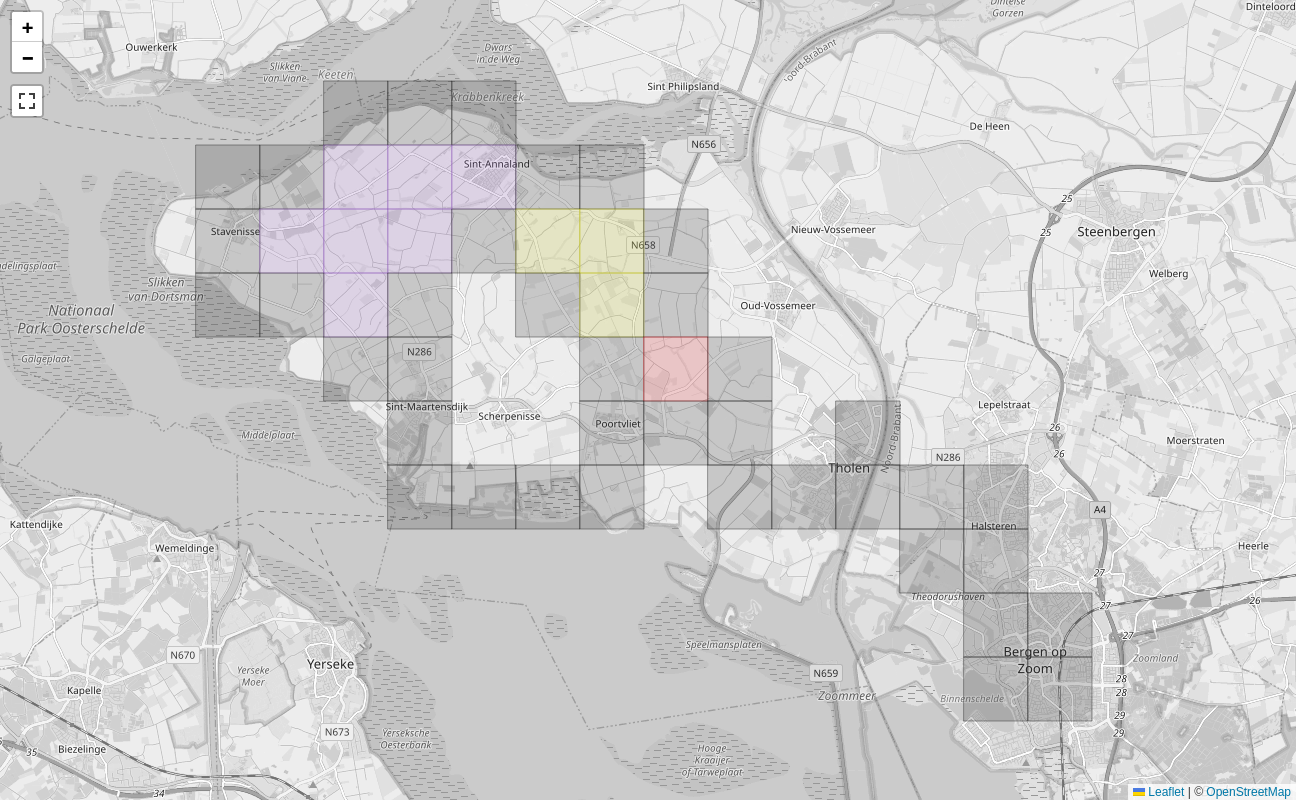 +
−
Ouwerkerk
Slikken
van Viane
Keeten
Dwars
in de Weg
Krabbenkreek
Sint Philipsland
N656
Noord-Brabant
Dintelse
Gorzen
Dinteloord
De Heen
Sint-Annaland
Stavenisse
N658
Nieuw-Vossemeer
25
25
Steenbergen
Welberg
Oud-Vossemeer
Slikken
van Dortsman
Nationaal
Park Oosterschelde
Galgeplaat
N286
Sint-Maartensdijk
Scherpenisse
Poortvliet
Middelplaat
Lepelstraat
26
26
Moerstraten
Noord-Brabant
Tholen
N286
Kattendijke
Wemeldinge
A4
Halsteren
Heerle
27
26
27
27
Theodorushaven
Speelmansplaten
Bergen op
Zoom
Zoomland
N670
Yerseke
Yerseke
Moer
Kapelle
N659
Zoommeer
Binnenschelde
28
28
29
29
N673
Yerseksche
Oesterbank
Biezelinge
35
34
Hooge-
Kraaijer
of Tarweplaat
Leaflet | © OpenStreetMap